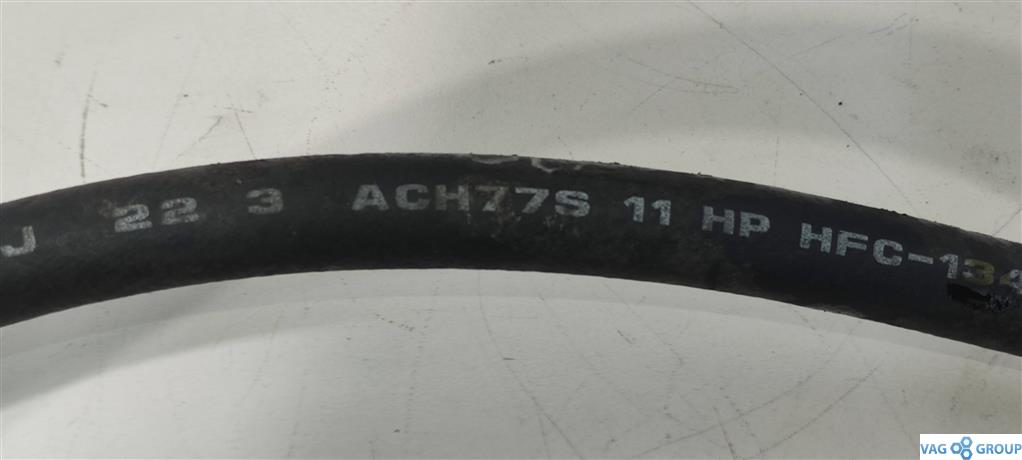 J 22 3 ACH77S 11 HP HFC-134
VAG GROUP